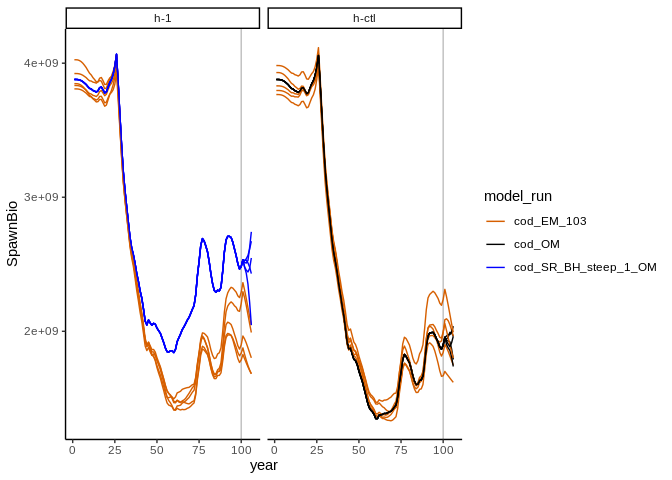 h-1
h-ctl
4e+09
3e+09
2e+09
SpawnBio
0 25 50 75 100
0 25 50 75 100
year
model_run
cod_EM_103
cod_OM
cod_SR_BH_steep_1_OM